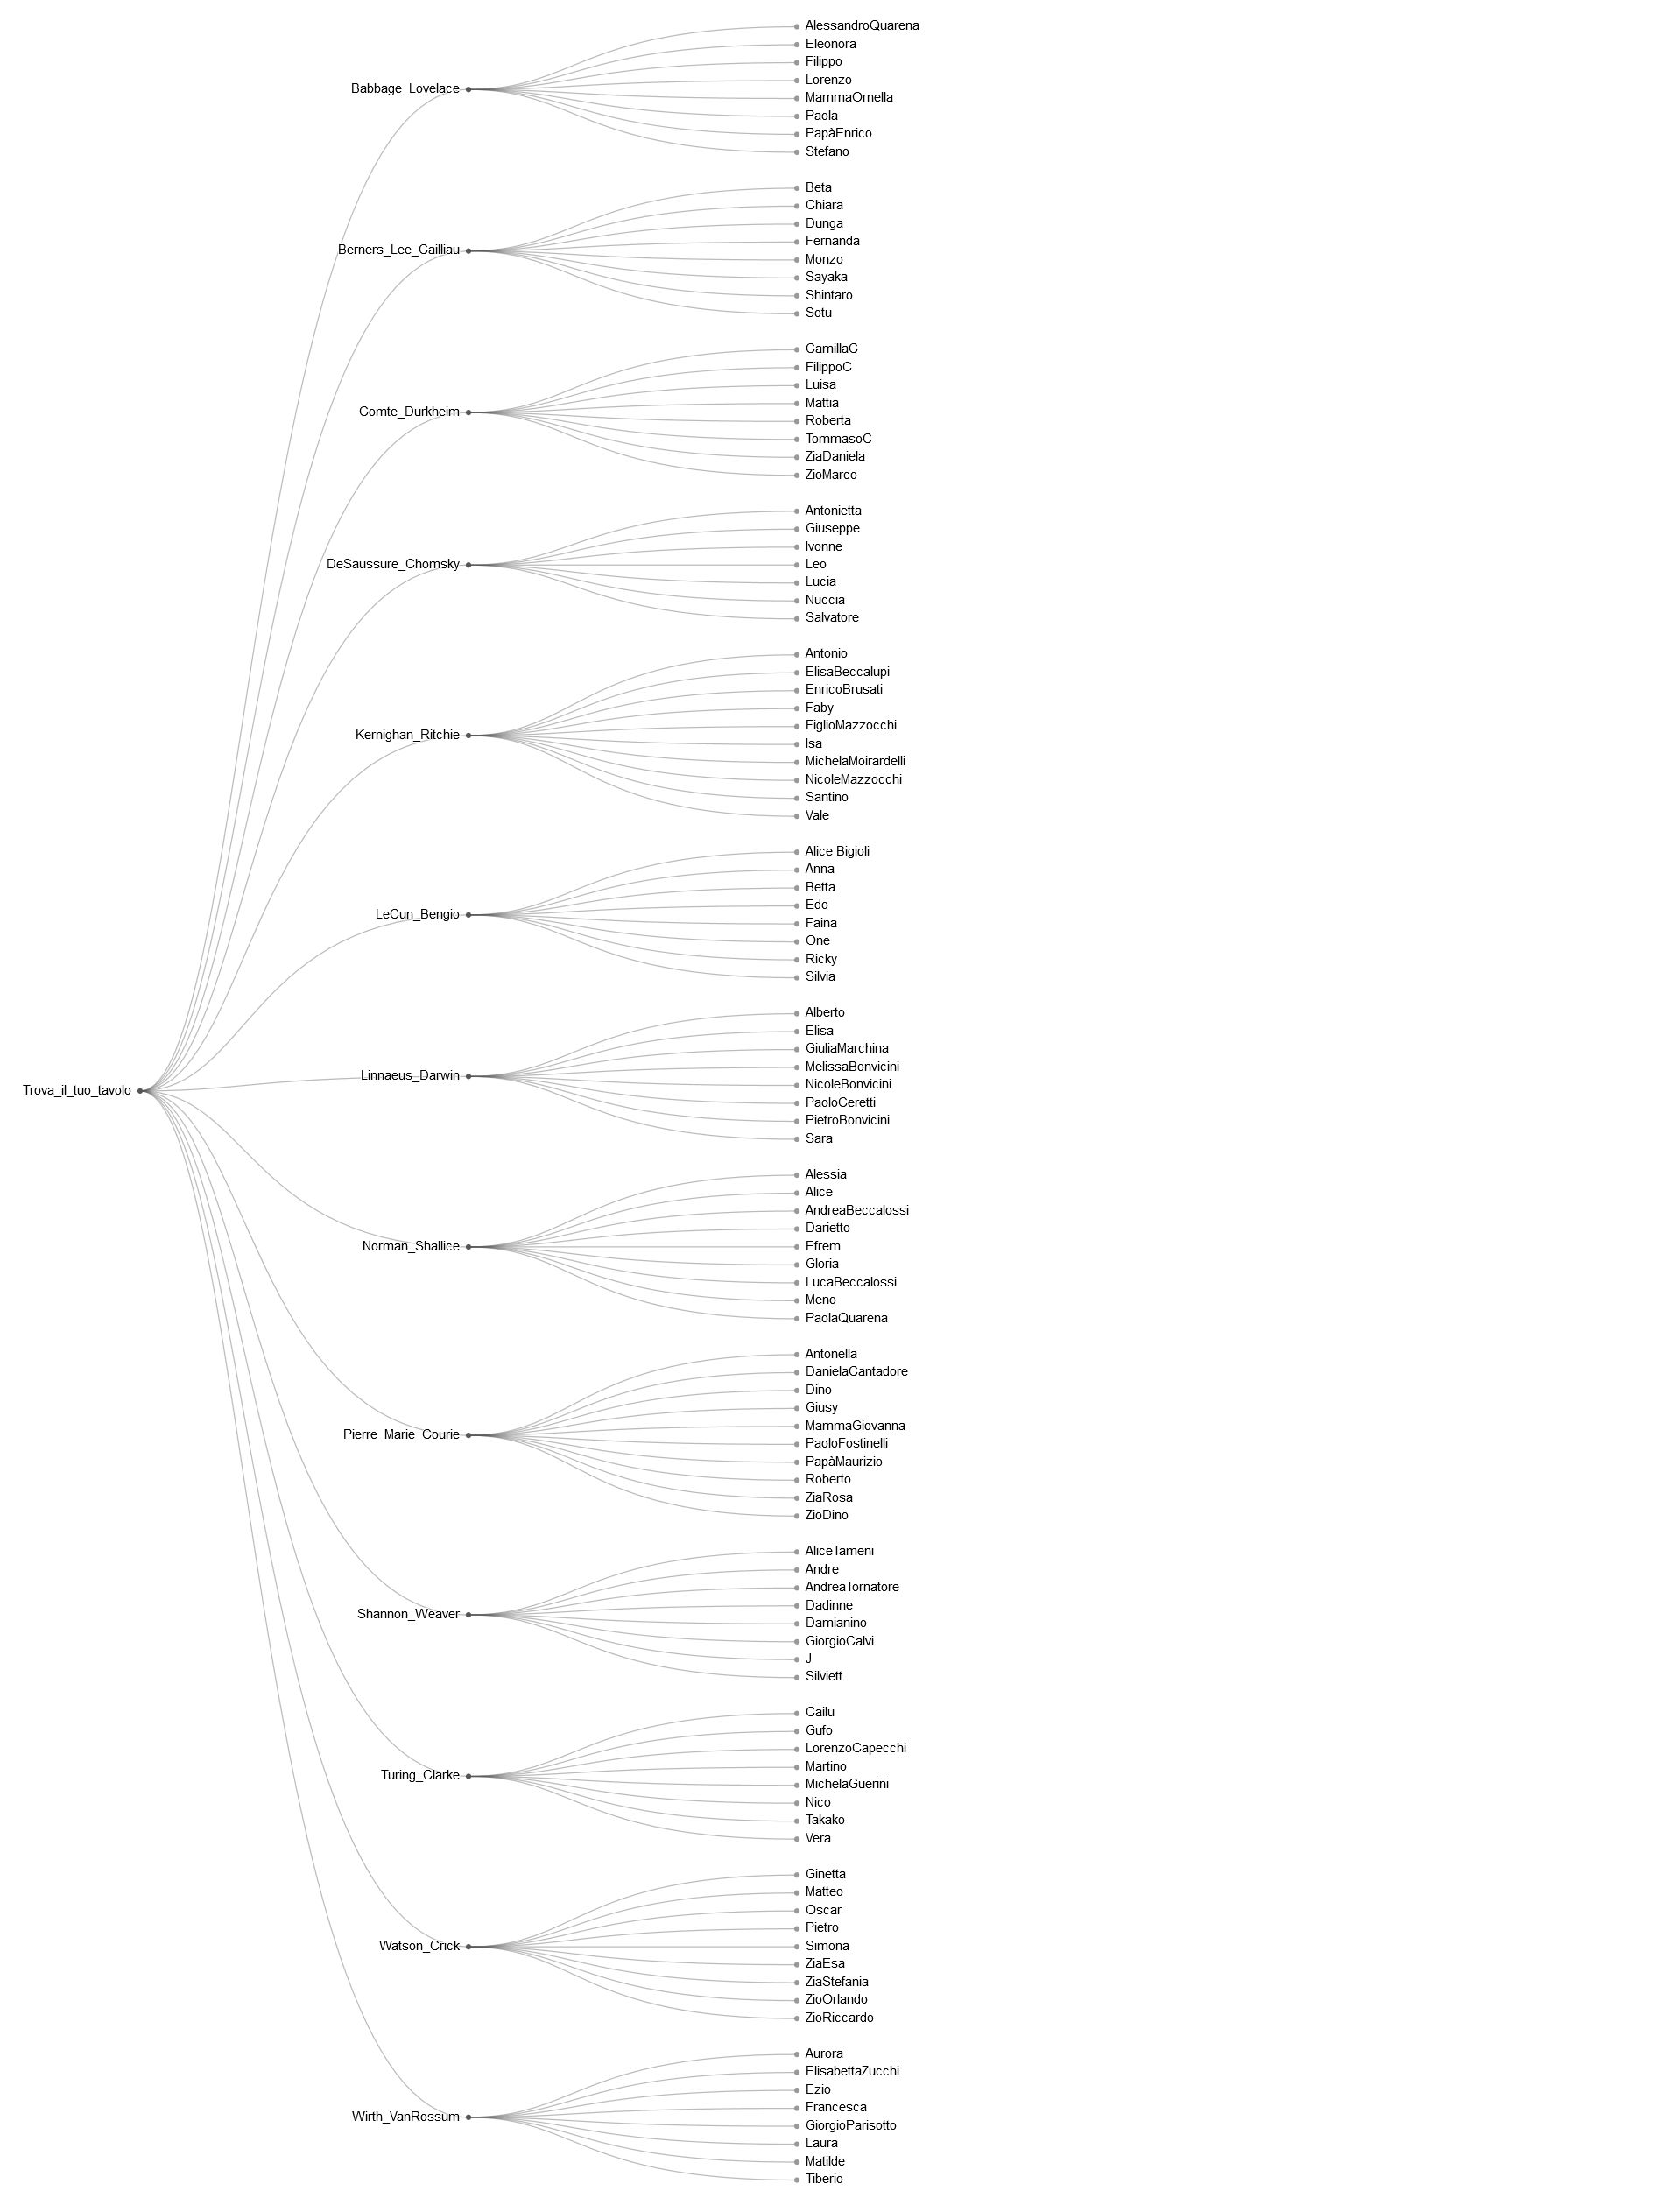 Trova_il_tuo_tavolo
Babbage_Lovelace
AlessandroQuarena
Eleonora
Filippo
Lorenzo
MammaOrnella
Paola
PapàEnrico
Stefano
Berners_Lee_Cailliau
Beta
Chiara
Dunga
Fernanda
Monzo
Sayaka
Shintaro
Sotu
Comte_Durkheim
CamillaC
FilippoC
Luisa
Mattia
Roberta
TommasoC
ZiaDaniela
ZioMarco
DeSaussure_Chomsky
Antonietta
Giuseppe
Ivonne
Leo
Lucia
Nuccia
Salvatore
Kernighan_Ritchie
Antonio
ElisaBeccalupi
EnricoBrusati
Faby
FiglioMazzocchi
Isa
MichelaMoirardelli
NicoleMazzocchi
Santino
Vale
LeCun_Bengio
Alice Bigioli
Anna
Betta
Edo
Faina
One
Ricky
Silvia
Linnaeus_Darwin
Alberto
Elisa
GiuliaMarchina
MelissaBonvicini
NicoleBonvicini
PaoloCeretti
PietroBonvicini
Sara
Norman_Shallice
Alessia
Alice
AndreaBeccalossi
Darietto
Efrem
Gloria
LucaBeccalossi
Meno
PaolaQuarena
Pierre_Marie_Courie
Antonella
DanielaCantadore
Dino
Giusy
MammaGiovanna
PaoloFostinelli
PapàMaurizio
Roberto
ZiaRosa
ZioDino
Shannon_Weaver
AliceTameni
Andre
AndreaTornatore
Dadinne
Damianino
GiorgioCalvi
J
Silviett
Turing_Clarke
Cailu
Gufo
LorenzoCapecchi
Martino
MichelaGuerini
Nico
Takako
Vera
Watson_Crick
Ginetta
Matteo
Oscar
Pietro
Simona
ZiaEsa
ZiaStefania
ZioOrlando
ZioRiccardo
Wirth_VanRossum
Aurora
ElisabettaZucchi
Ezio
Francesca
GiorgioParisotto
Laura
Matilde
Tiberio